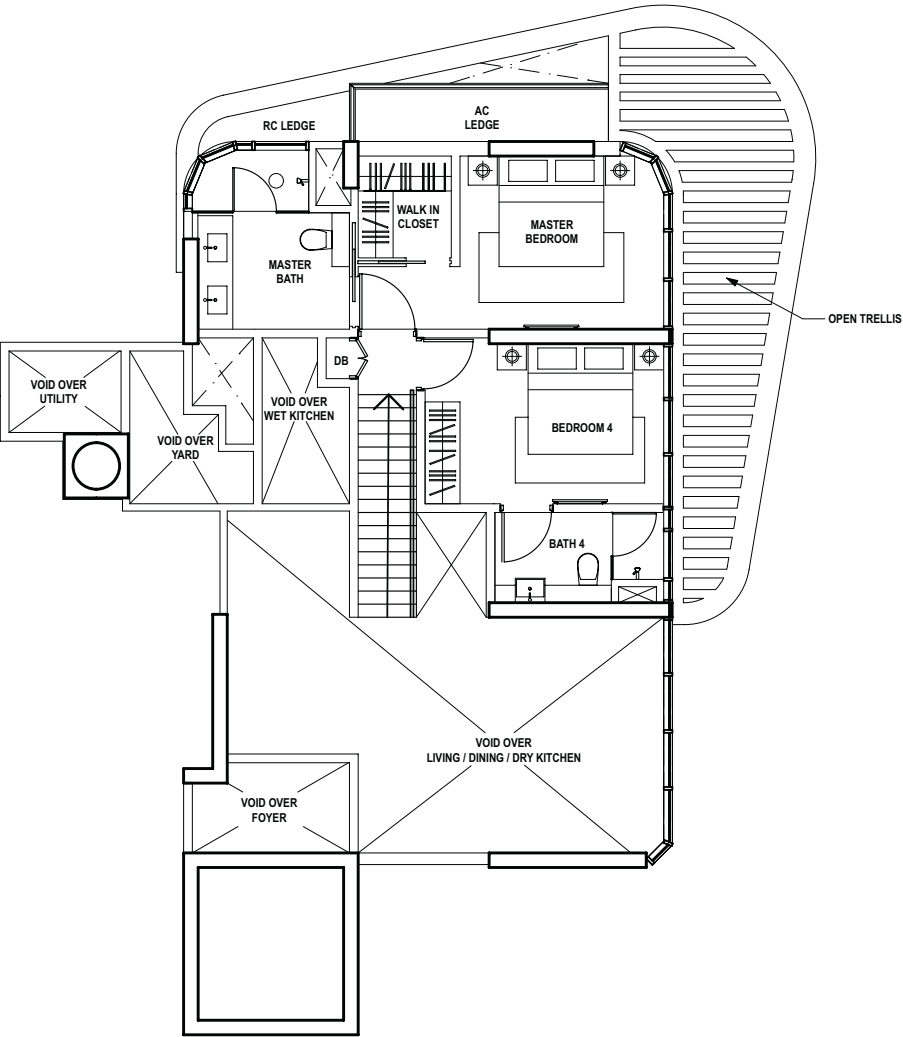 RC LEDGE
AC
LEDGE
WALK IN
CLOSET
MASTER
BEDROOM
MASTER
BATH
OPEN TRELLIS
DB
VOID OVER
UTILITY
VOID OVER
WET KITCHEN
VOID OVER
YARD
BEDROOM 4
BATH 4
VOID OVER
LIVING / DINING / DRY KITCHEN
VOID OVER
FOYER